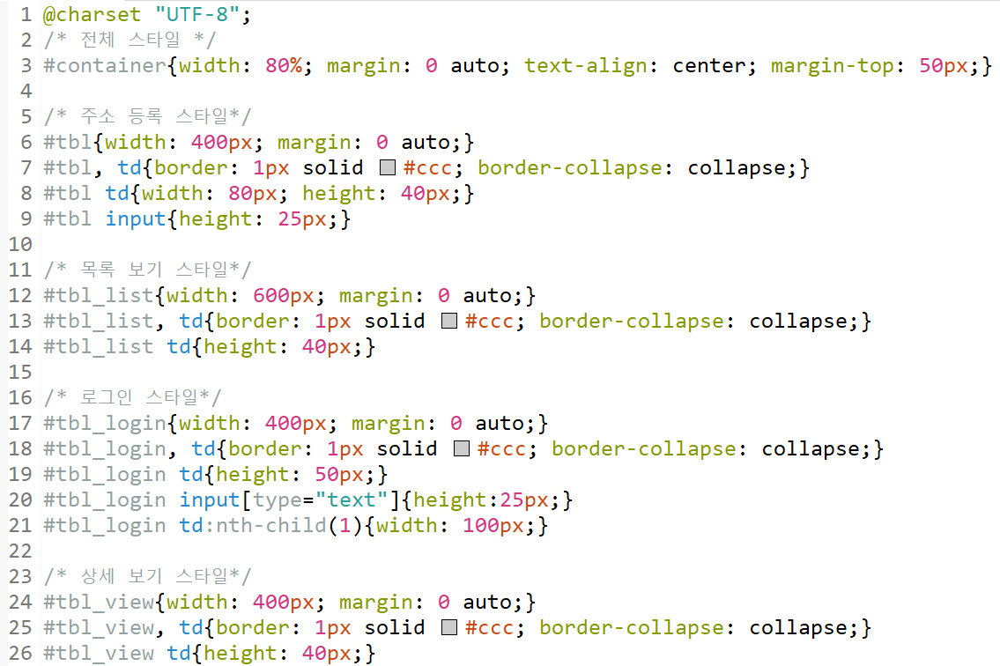 1 @charset "UTF-8";
2 /* 전체 스타일 */
3 #container{width: 80%; margin: 0 auto; text-align: center; margin-top: 50px;}
4
5 /* 주소 등록 스타일*/
6 #tbl{width: 400px; margin: 0 auto;}
7 #tbl, td{border: 1px solid #ccc; border-collapse: collapse;}
8 #tbl td{width: 80px; height: 40px;}
9 #tbl input{height: 25px;}
10
11 /* 목록 보기 스타일*/
12 #tbl_list{width: 600px; margin: 0 auto;}
13 #tbl_list, td{border: 1px solid #ccc; border-collapse: collapse;}
14 #tbl_list td{height: 40px;}
15
16 /* 로그인 스타일*/
17 #tbl_login{width: 400px; margin: 0 auto;}
18 #tbl_login, td{border: 1px solid #ccc; border-collapse: collapse;}
19 #tbl_login td{height: 50px;}
20 #tbl_login input[type="text"]{height:25px;}
21 #tbl_login td:nth-child(1){width: 100px;}
22
23 /* 상세 보기 스타일*/
24 #tbl_view{width: 400px; margin: 0 auto;}
25 #tbl_view, td{border: 1px solid #ccc; border-collapse: collapse;}
26 #tbl_view td{height: 40px;}